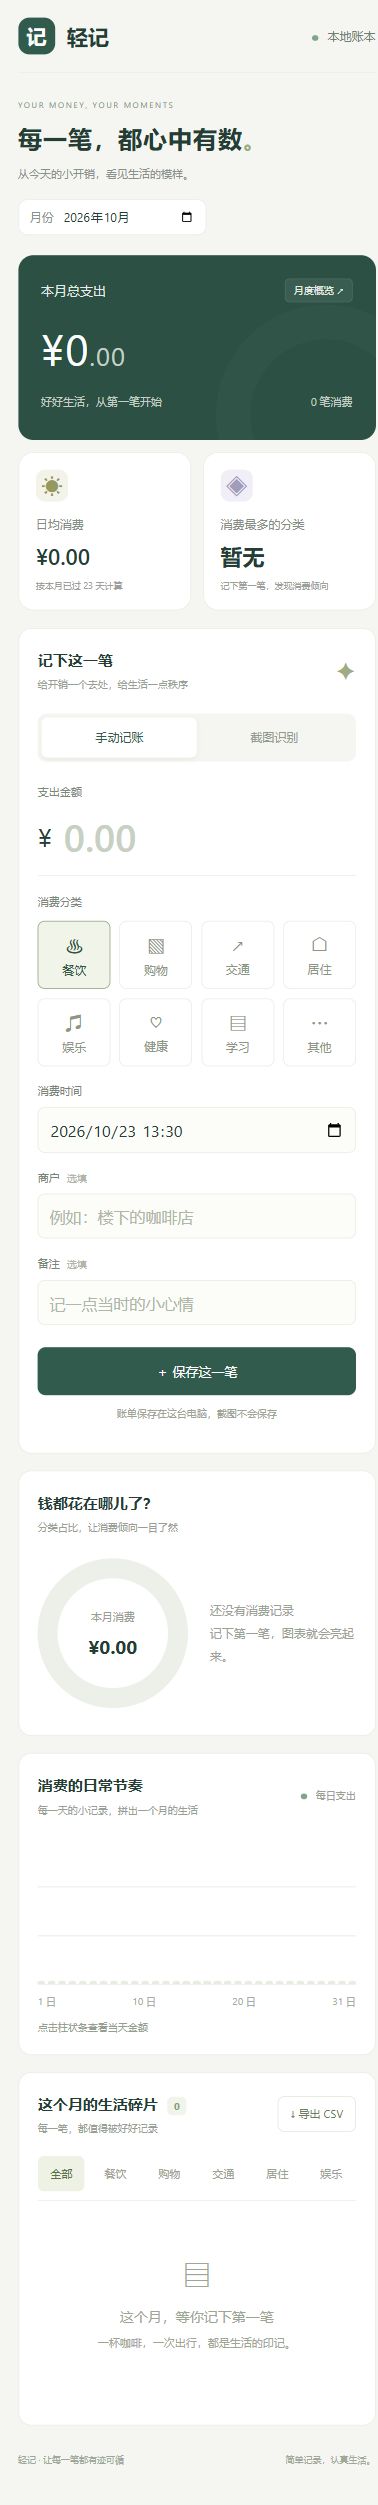 记 轻记 本地账本
YOUR MONEY, YOUR MOMENTS
每一笔，都心中有数。
从今天的小开销，看见生活的模样。
月份 2026年10月
本月总支出 月度概览 ↗
¥0.00
好好生活，从第一笔开始 0 笔消费
日均消费
¥0.00
按本月已过 23 天计算
消费最多的分类
暂无
记下第一笔，发现消费倾向
记下这一笔
给开销一个去处，给生活一点秩序
手动记账 截图识别
支出金额
¥ 0.00
消费分类
餐饮 购物 交通 居住
娱乐 健康 学习 其他
消费时间
2026/10/23 13:30
商户 选填
例如：楼下的咖啡店
备注 选填
记一点当时的小心情
+ 保存这一笔
账单保存在这台电脑，截图不会保存
钱都花在哪儿了？
分类占比，让消费倾向一目了然
本月消费
¥0.00
还没有消费记录
记下第一笔，图表就会亮起
来。
消费的日常节奏 每日支出
每一天的小记录，拼出一个月的生活
1 日 10 日 20 日 31 日
点击柱状条查看当天金额
这个月的生活碎片 0 ↓ 导出 CSV
每一笔，都值得被好好记录
全部 餐饮 购物 交通 居住 娱乐
这个月，等你记下第一笔
一杯咖啡，一次出行，都是生活的印记。
轻记 · 让每一笔都有迹可循 简单记录，认真生活。